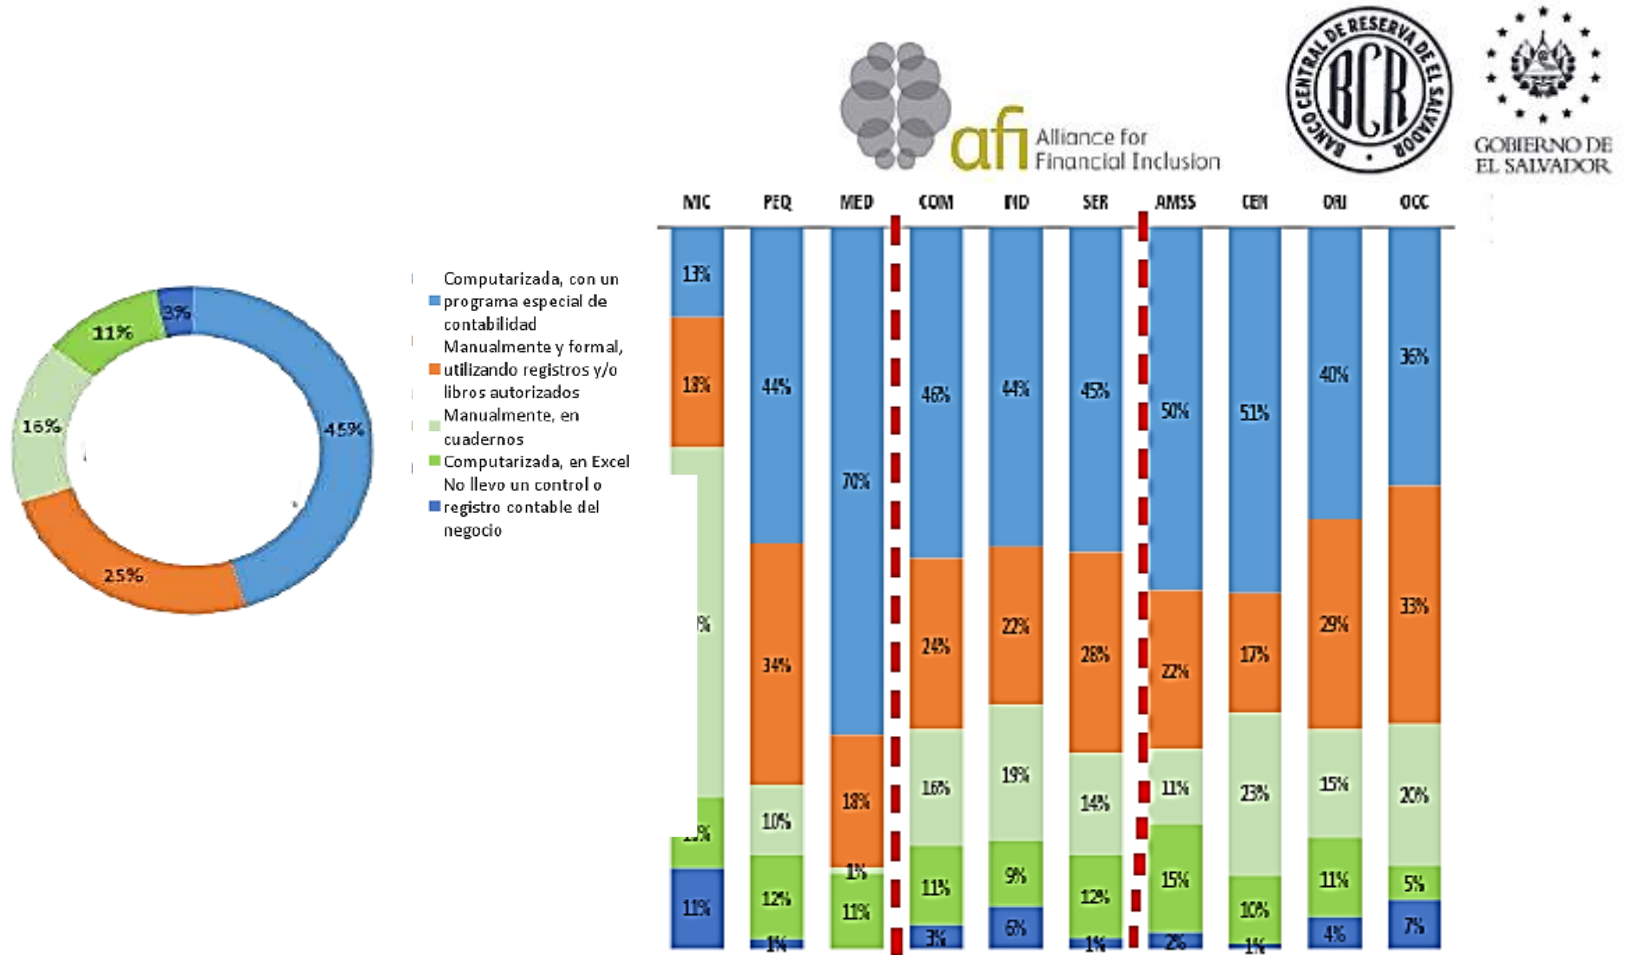 BANCO CENTRAL DE RESERVA DE EL SALVADOR
BCR
GOBIERNO DE
EL SALVADOR
afi Alliance for
Financial Inclusion
MIC PEQ MED COM IND SER AMSS CEN ORI OCC
Computarizada, con un
programa especial de
contabilidad
Manualmente y formal,
utilizando registros y/o
libros autorizados
Manualmente, en
cuadernos
Computarizada, en Excel
No llevo un control o
registro contable del
negocio
3%
11%
16%
45%
25%
13% 44% 70% 46% 44% 45% 50% 51% 40% 36%
18% 34% 18% 24% 22% 28% 22% 17% 29% 33%
10% 1% 16% 19% 14% 11% 23% 15% 20%
12% 11% 11% 9% 12% 15% 10% 11% 5%
11% 1% 3% 6% 1% 2% 1% 4% 7%